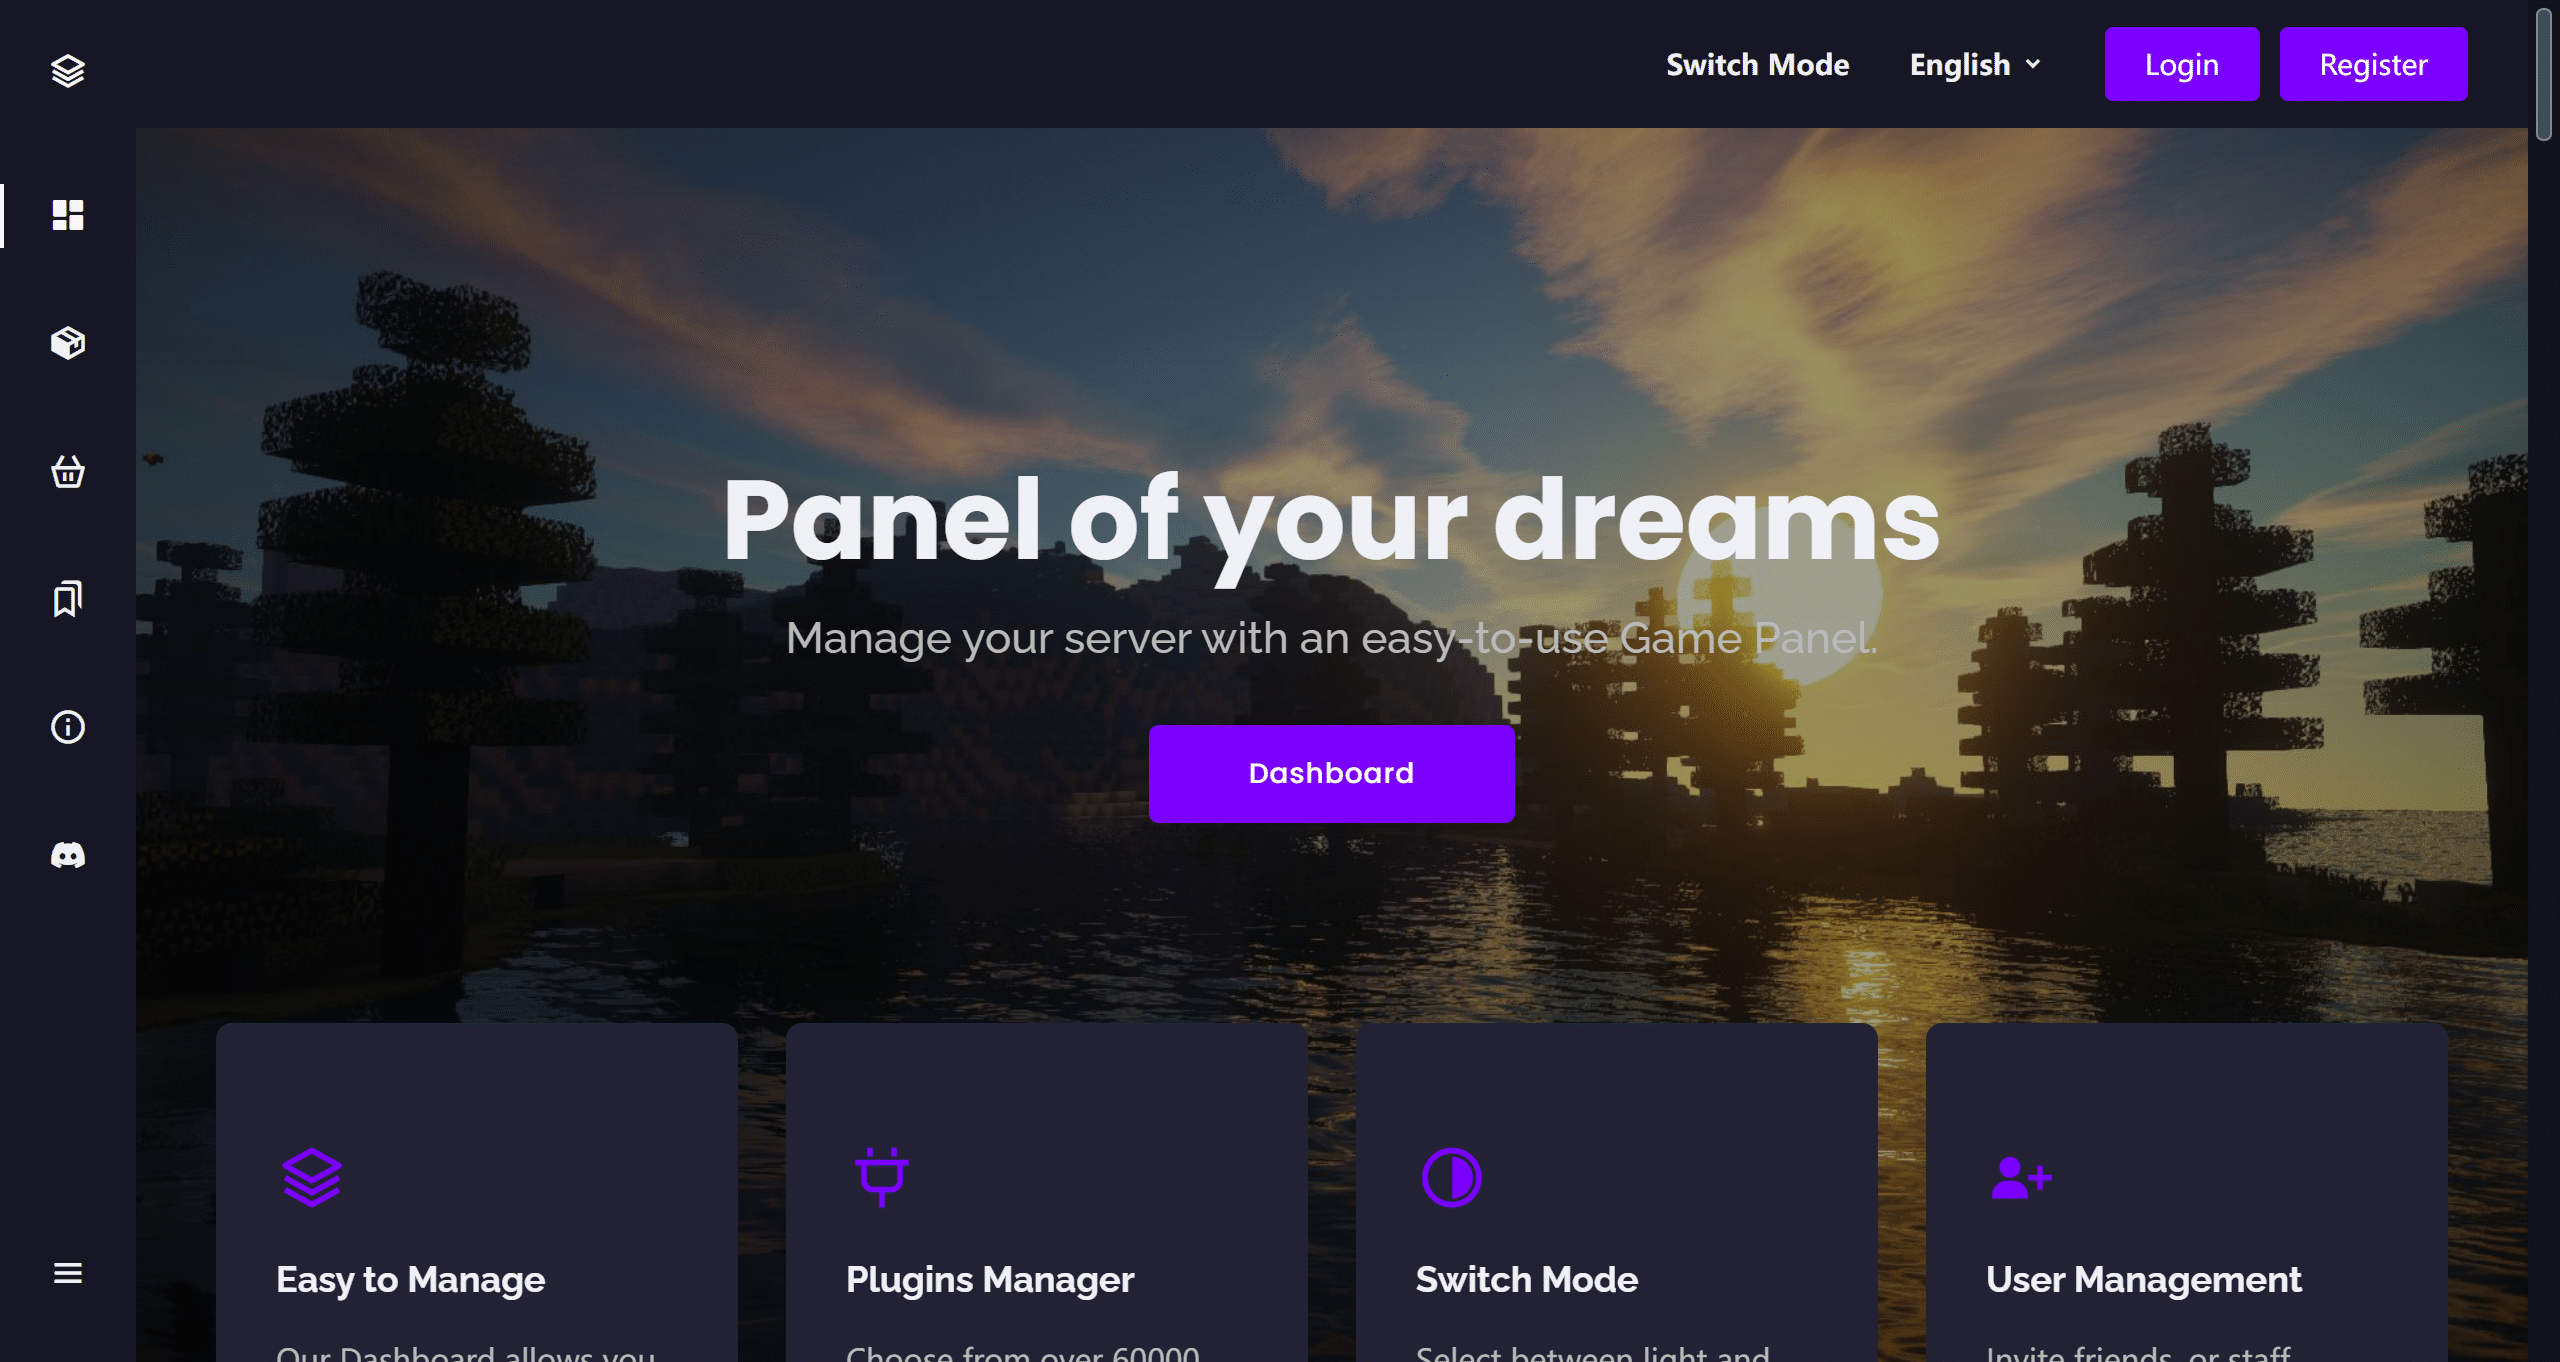 Switch Mode English Login Register
Panel of your dreams
Manage your server with an easy-to-use Game Panel.
Dashboard
Easy to Manage
Our Dashboard allows you
Plugins Manager
Choose from over 60000
Switch Mode
Select between light and
User Management
Invite friends, or staff